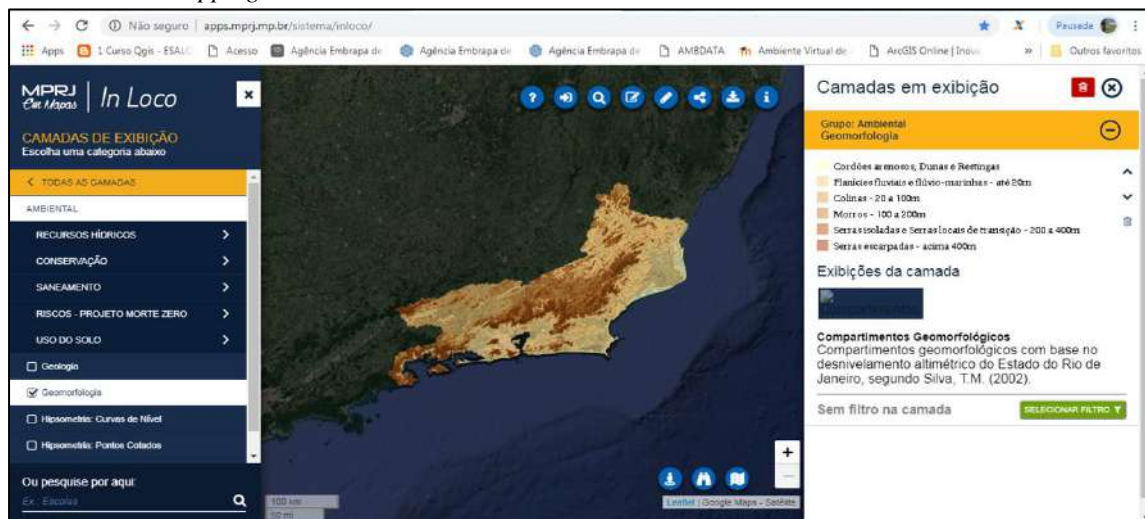 Não seguro | apps.mprj.mp.br/sistema/inloco/
Pausada
Apps
1 Curso Qgis - ESALQ
Acesso
Agência Embrapa de
Agência Embrapa de
Agência Embrapa de
AMBDATA
Ambiente Virtual de
ArcGIS Online | Inov
Outros favoritos
MPRJ
Em Mapas
In Loco
CAMADAS DE EXIBIÇÃO
Escolha uma categoria abaixo
TODAS AS CAMADAS
AMBIENTAL
RECURSOS HÍDRICOS
CONSERVAÇÃO
SANEAMENTO
RISCOS - PROJETO MORTE ZERO
USO DO SOLO
Geologia
Geomorfologia
Hipsometria: Curvas de Nível
Hipsometria: Pontos Cotados
Ou pesquise por aqui:
Ex.: Escolas
100 km
50 mi
Leaflet | Google Maps - Satélite
Camadas em exibição
Grupo: Ambiental
Geomorfologia
Cordões arenosos, Dunas e Restingas
Planícies fluviais e flúvio-marinhas - até 20m
Colinas - 20 a 100m
Morros - 100 a 200m
Serras isoladas e Serras locais de transição - 200 a 400m
Serras escarpadas - acima 400m
Exibições da camada
Compartimentos Geomorfológicos
Compartimentos geomorfológicos com base no
desnivelamento altimétrico do Estado do Rio de
Janeiro, segundo Silva, T.M. (2002).
Sem filtro na camada
SELECIONAR FILTRO